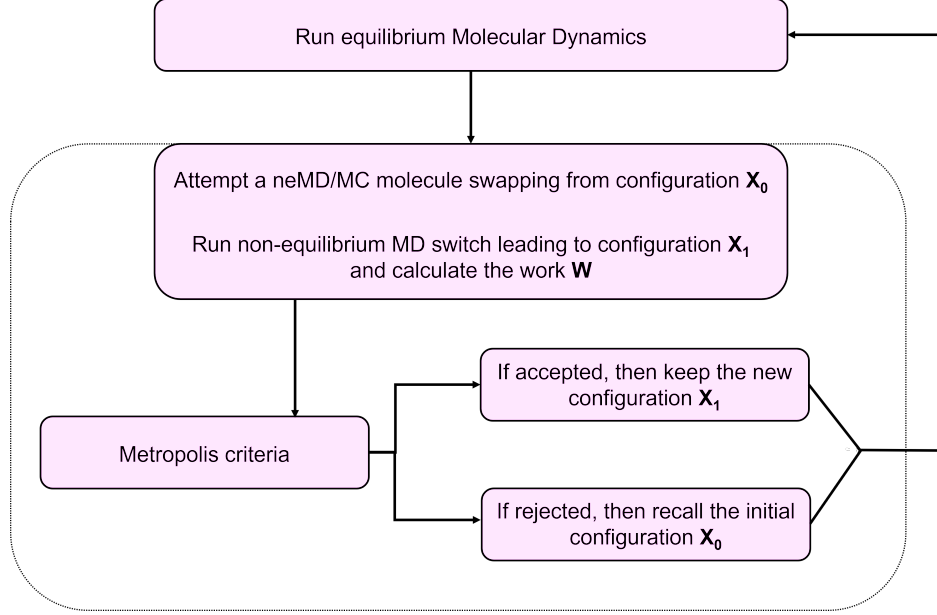 Run equilibrium Molecular Dynamics
Attempt a neMD/MC molecule swapping from configuration X₀
Run non-equilibrium MD switch leading to configuration X₁
and calculate the work W
If accepted, then keep the new
configuration X₁
Metropolis criteria
If rejected, then recall the initial
configuration X₀